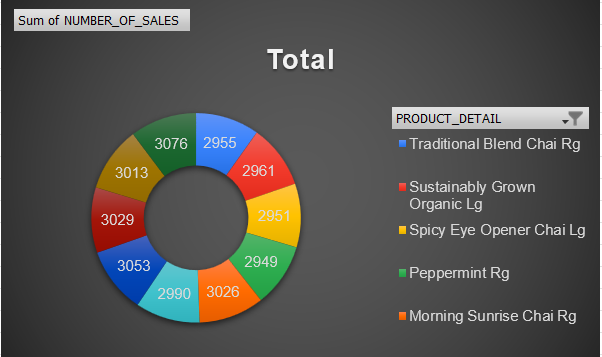 Sum of NUMBER_OF_SALES
Total
3076
2955
3013
2961
3029
2951
3053
2949
2990
3026
PRODUCT_DETAIL
Traditional Blend Chai Rg
Sustainably Grown
Organic Lg
Spicy Eye Opener Chai Lg
Peppermint Rg
Morning Sunrise Chai Rg